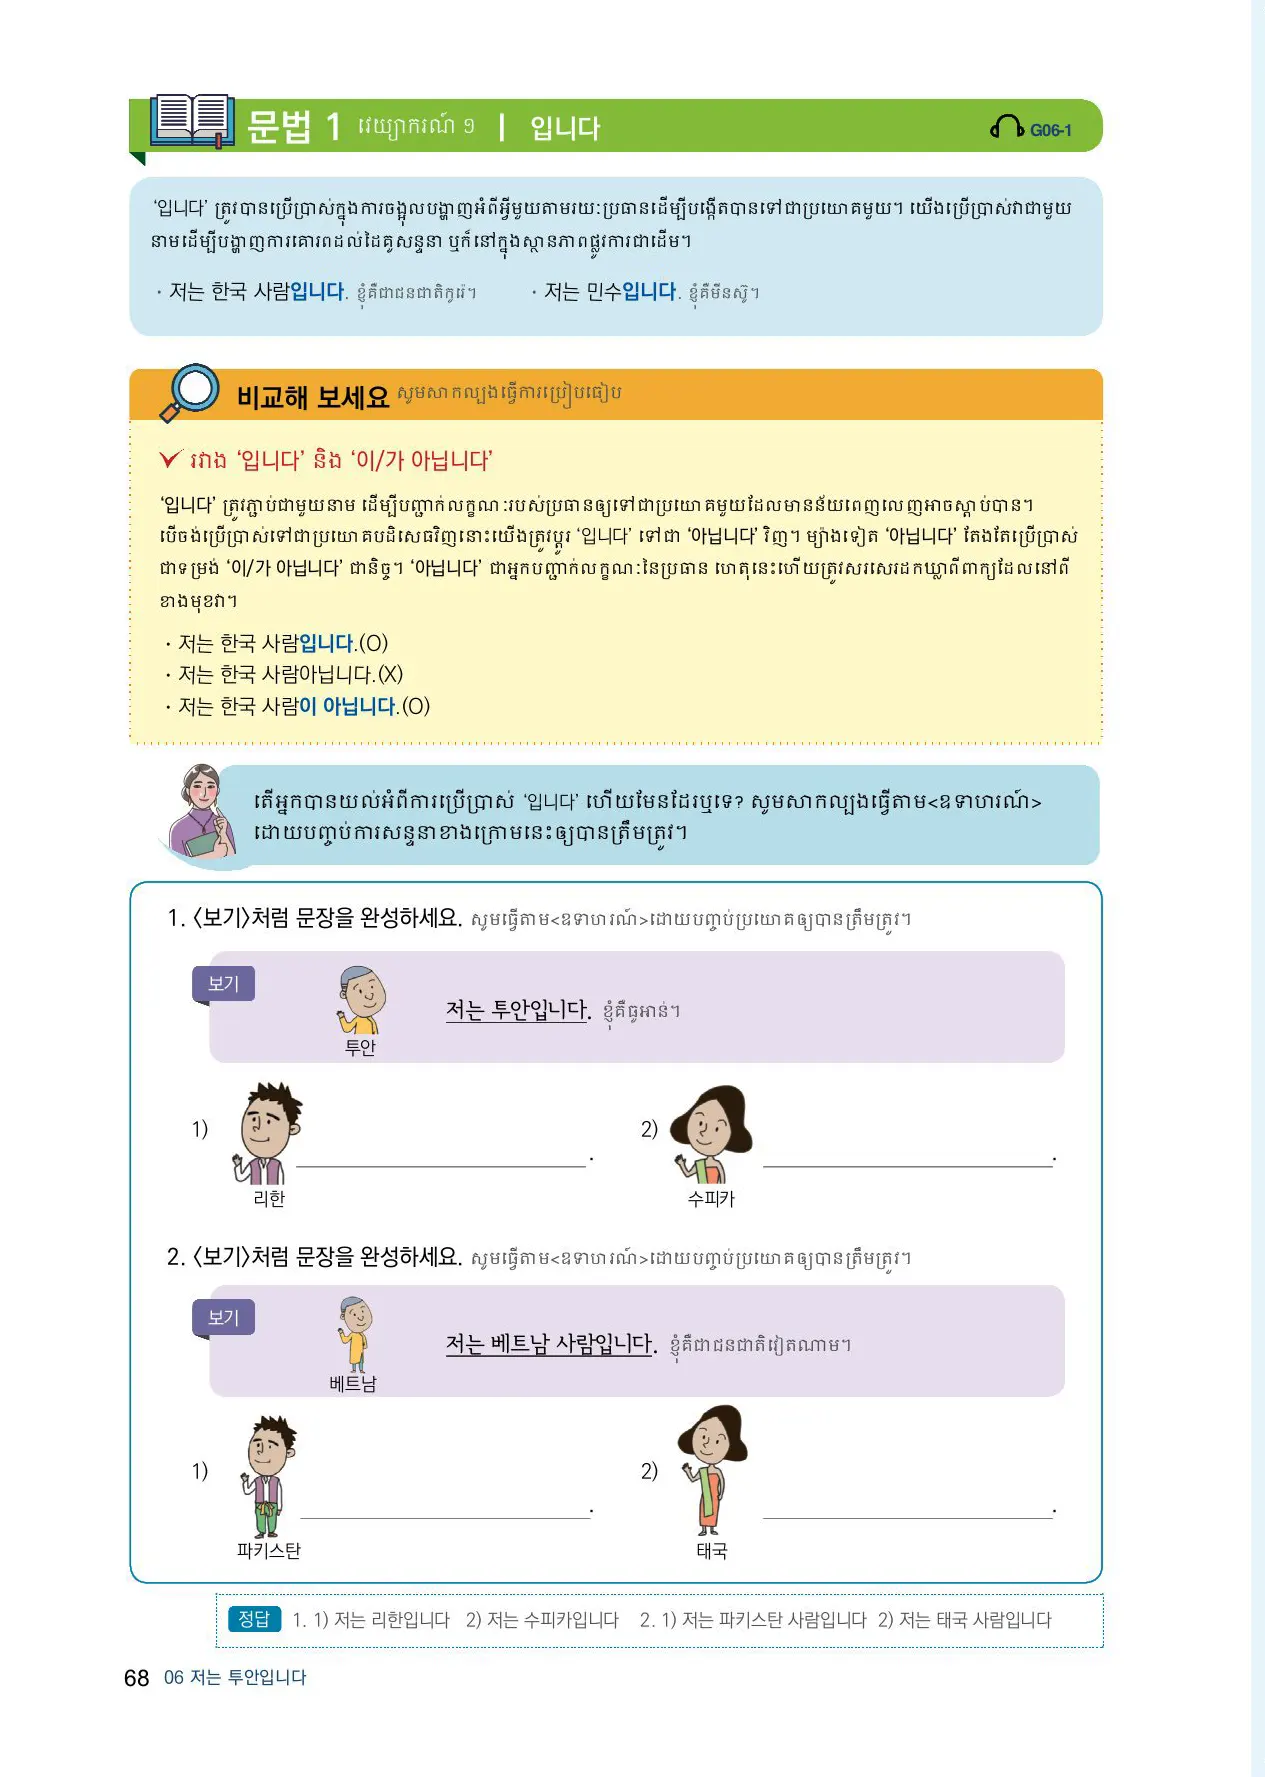 문법 1 វេយ្យាករណ៍ ១ | 입니다 G06-1
‘입니다’ ត្រូវបានប្រើប្រាស់ក្នុងការចង្អុលបង្ហាញអំពីអ្វីមួយតាមរយៈប្រធានដើម្បីបង្កើតបានទៅជាប្រយោគមួយ។ យើងប្រើប្រាស់វាជាមួយ
នាមដើម្បីបង្ហាញការគោរពដល់ដៃគូសន្ទនា ឬក៏នៅក្នុងស្ថានភាពផ្លូវការជាដើម។
· 저는 한국 사람입니다. ខ្ញុំគឺជាជនជាតិកូរ៉េ។ · 저는 민수입니다. ខ្ញុំគឺមីនស៊ូ។
비교해 보세요 សូមសាកល្បងធ្វើការប្រៀបធៀប
រវាង ‘입니다’ និង ‘이/가 아닙니다’
‘입니다’ ត្រូវភ្ជាប់ជាមួយនាម ដើម្បីបញ្ជាក់លក្ខណៈរបស់ប្រធានឲ្យទៅជាប្រយោគមួយដែលមានន័យពេញលេញអាចស្តាប់បាន។
បើចង់ប្រើប្រាស់ទៅជាប្រយោគបដិសេធវិញនោះយើងត្រូវប្តូរ ‘입니다’ ទៅជា ‘아닙니다’ វិញ។ ម្យ៉ាងទៀត ‘아닙니다’ តែងតែប្រើប្រាស់
ជាទម្រង់ ‘이/가 아닙니다’ ជានិច្ច។ ‘아닙니다’ ជាអ្នកបញ្ជាក់លក្ខណៈនៃប្រធាន ហេតុនេះហើយត្រូវសរសេរដកឃ្លាពីពាក្យដែលនៅពី
ខាងមុខវា។
· 저는 한국 사람입니다.(O)
· 저는 한국 사람아닙니다.(X)
· 저는 한국 사람이 아닙니다.(O)
តើអ្នកបានយល់អំពីការប្រើប្រាស់ ‘입니다’ ហើយមែនដែរឬទេ? សូមសាកល្បងធ្វើតាម<ឧទាហរណ៍>
ដោយបញ្ចប់ការសន្ទនាខាងក្រោមនេះឲ្យបានត្រឹមត្រូវ។
1. 〈보기〉처럼 문장을 완성하세요. សូមធ្វើតាម<ឧទាហរណ៍>ដោយបញ្ចប់ប្រយោគឲ្យបានត្រឹមត្រូវ។
보기
저는 투안입니다. ខ្ញុំគឺធូអាន់។
투안
1) . 2) .
리한 수피카
2. 〈보기〉처럼 문장을 완성하세요. សូមធ្វើតាម<ឧទាហរណ៍>ដោយបញ្ចប់ប្រយោគឲ្យបានត្រឹមត្រូវ។
보기
저는 베트남 사람입니다. ខ្ញុំគឺជាជនជាតិវៀតណាម។
베트남
1) . 2) .
파키스탄 태국
정답 1. 1) 저는 리한입니다 2) 저는 수피카입니다 2. 1) 저는 파키스탄 사람입니다 2) 저는 태국 사람입니다
68 06 저는 투안입니다